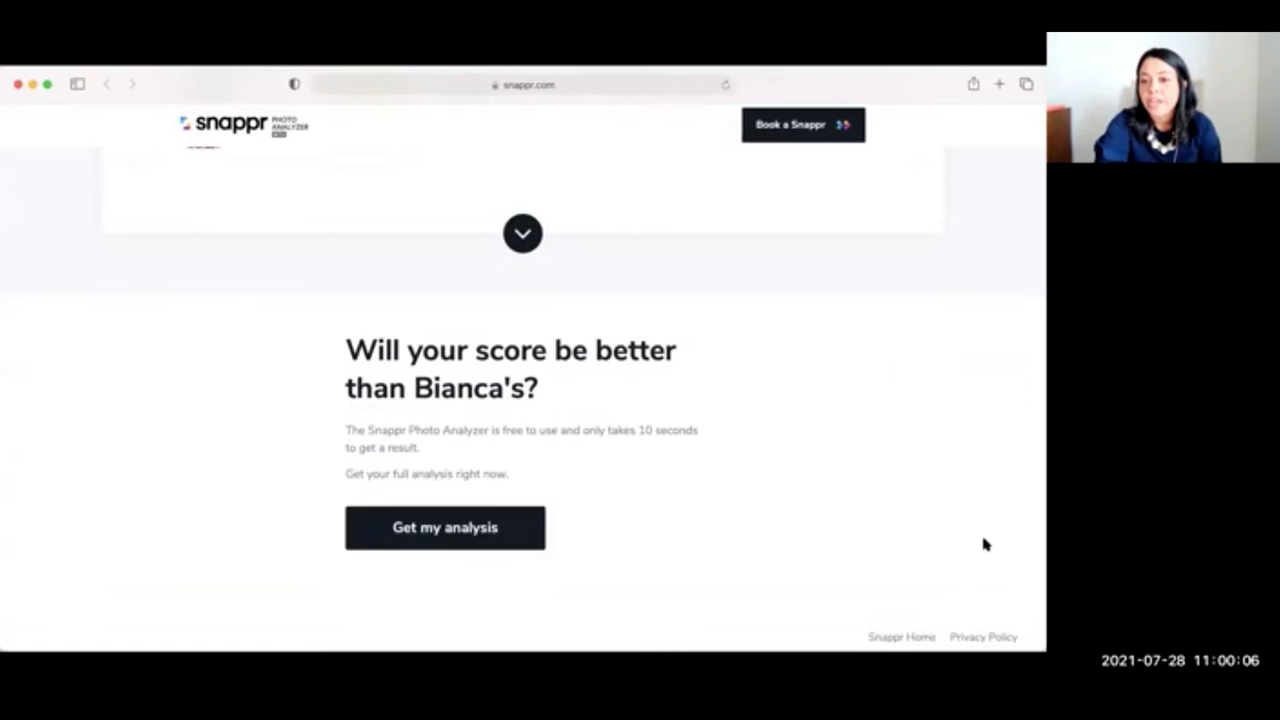 snappr.com
snappr PHOTO
ANALYZER
BETA
Book a Snappr
Will your score be better
than Bianca's?
The Snappr Photo Analyzer is free to use and only takes 10 seconds
to get a result.
Get your full analysis right now.
Get my analysis
Snappr Home Privacy Policy
2021-07-28 11:00:06